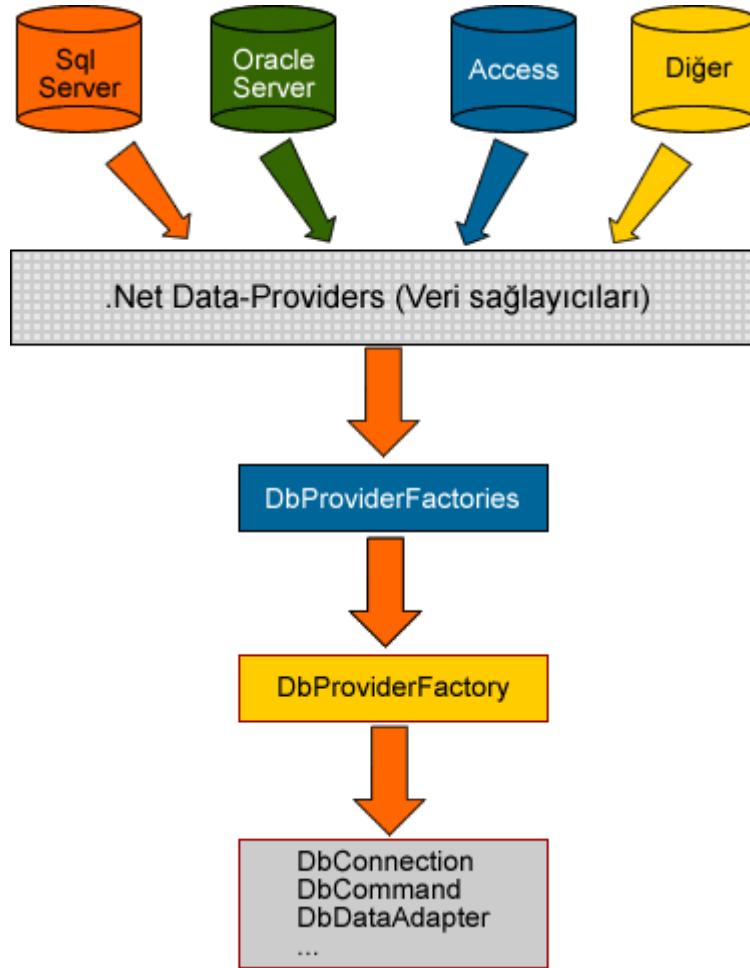 Sql
Server
Oracle
Server
Access
Diğer
.Net Data-Providers (Veri sağlayıcıları)
DbProviderFactories
DbProviderFactory
DbConnection
DbCommand
DbDataAdapter
...